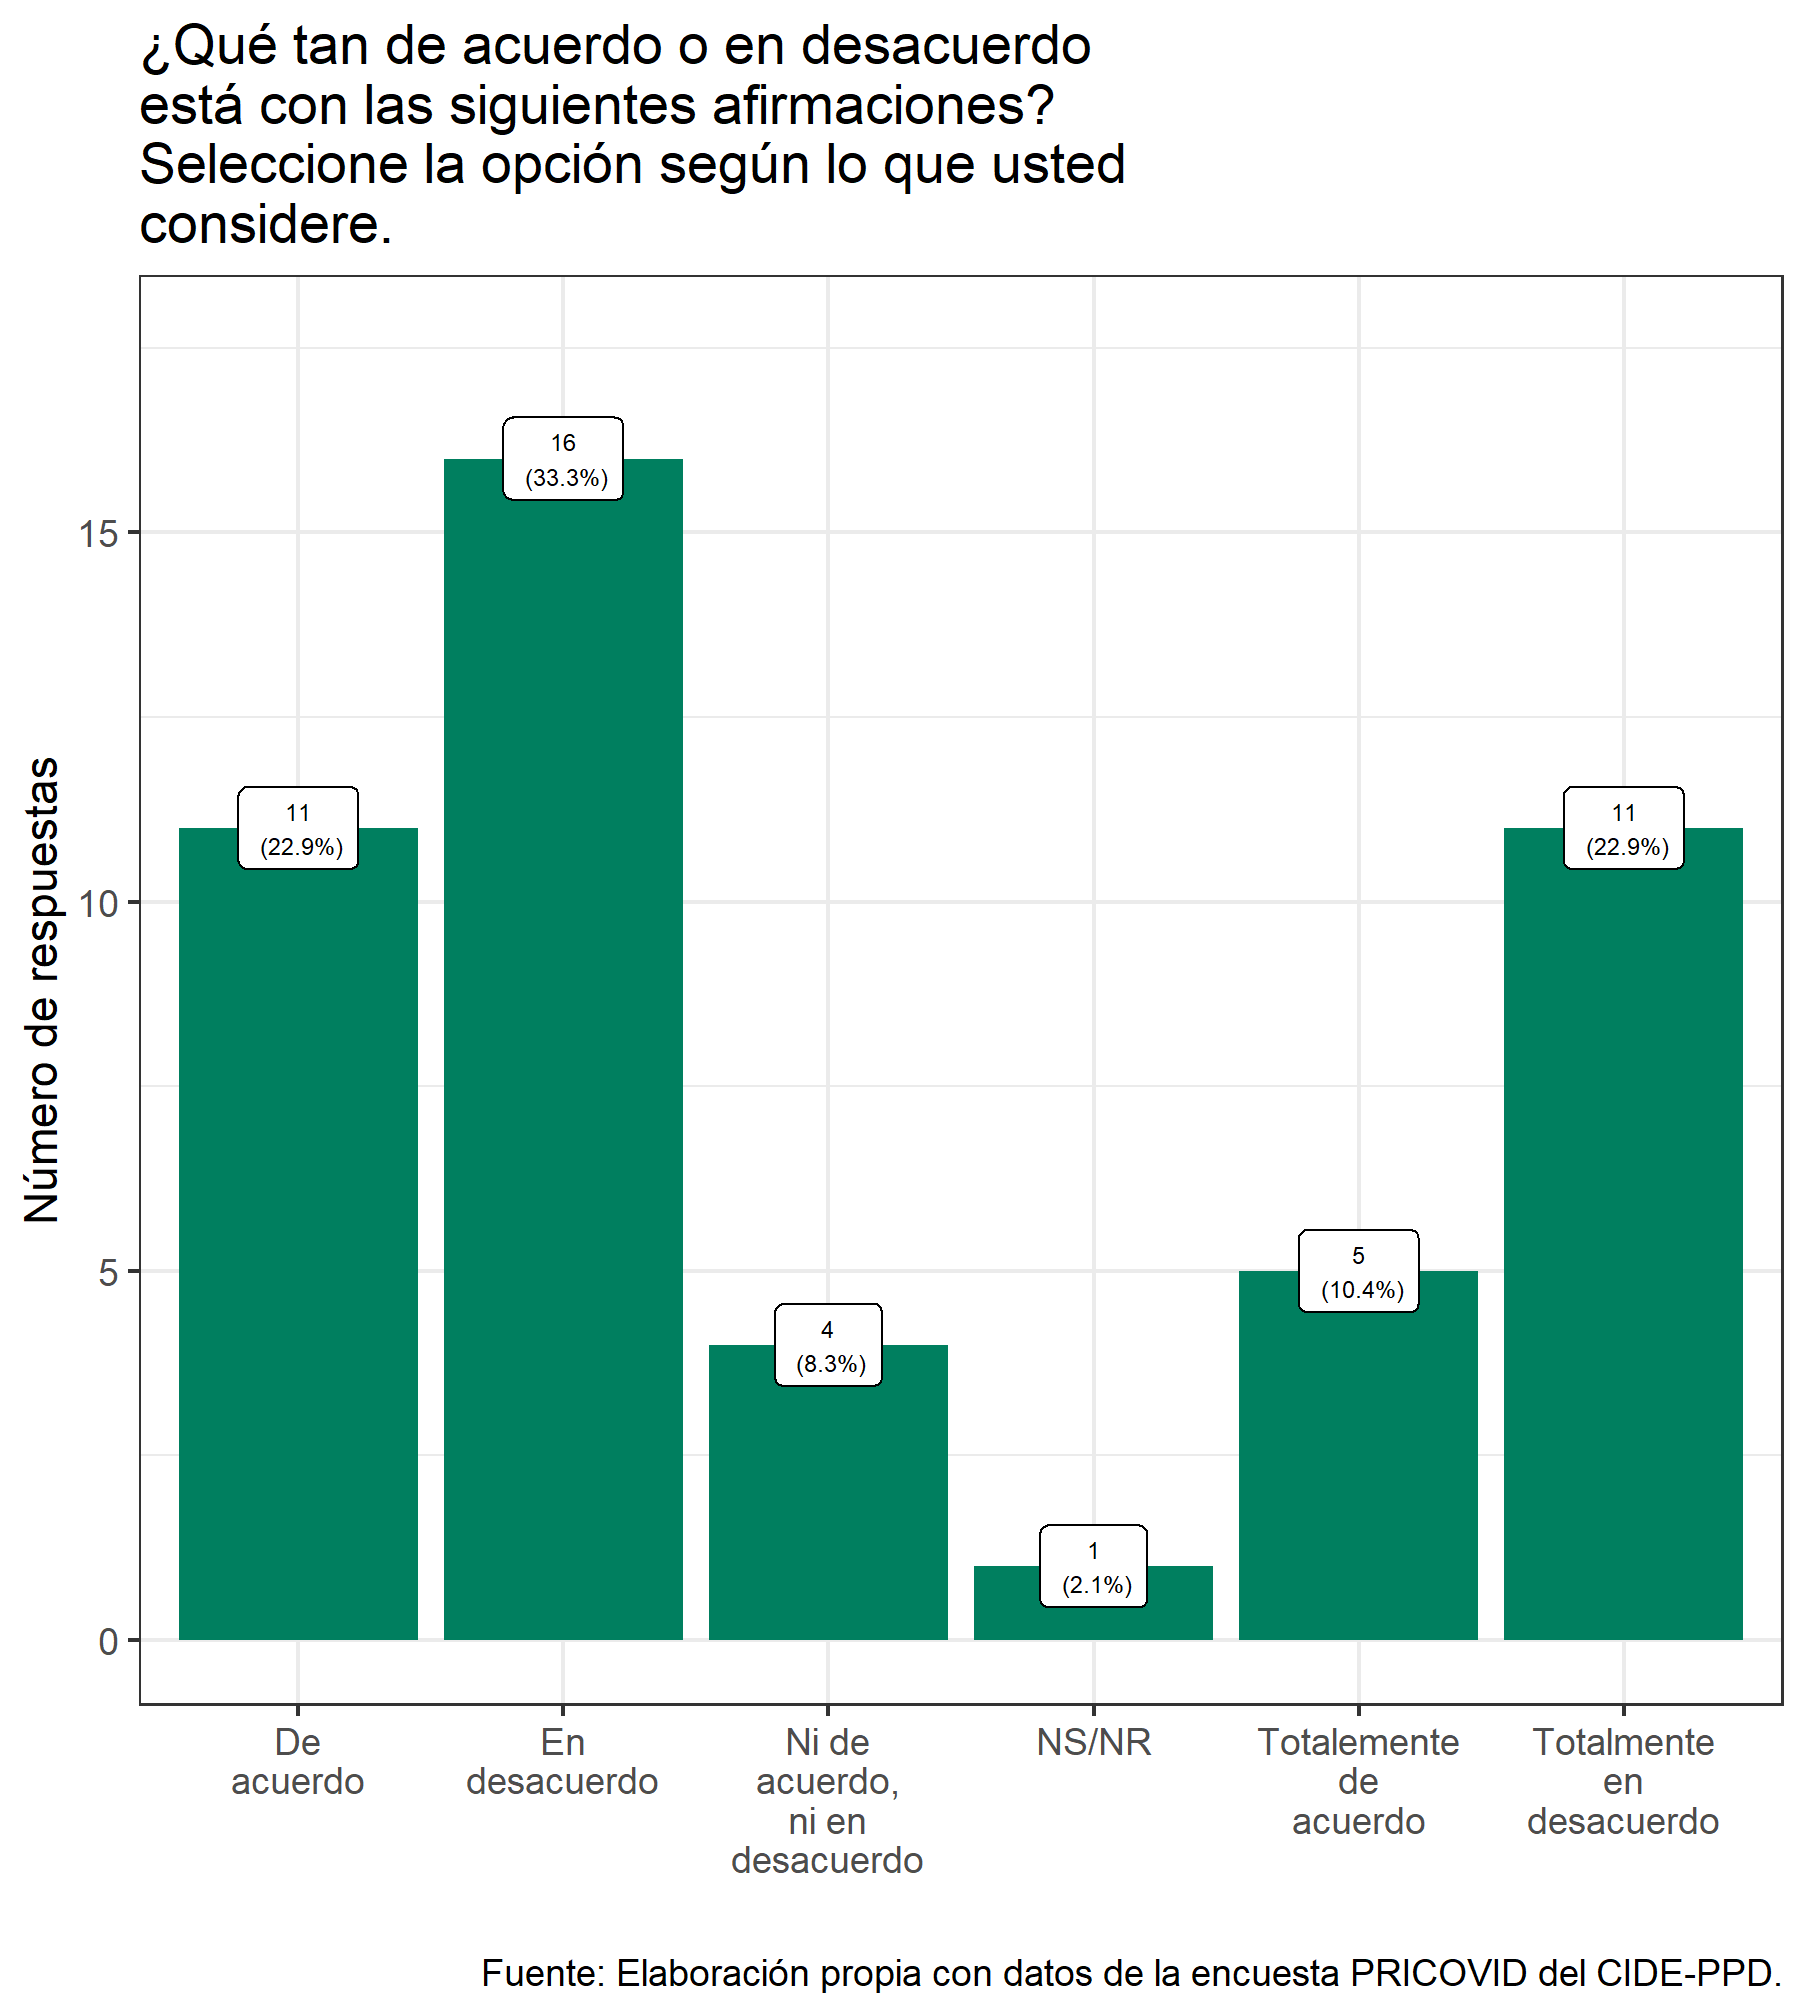 ¿Qué tan de acuerdo o en desacuerdo
está con las siguientes afirmaciones?
Seleccione la opción según lo que usted
considere.
Número de respuestas
15
10
5
0
11
(22.9%)
16
(33.3%)
4
(8.3%)
1
(2.1%)
5
(10.4%)
11
(22.9%)
De
acuerdo
En
desacuerdo
Ni de
acuerdo,
ni en
desacuerdo
NS/NR
Totalemente
de
acuerdo
Totalmente
en
desacuerdo
Fuente: Elaboración propia con datos de la encuesta PRICOVID del CIDE-PPD.